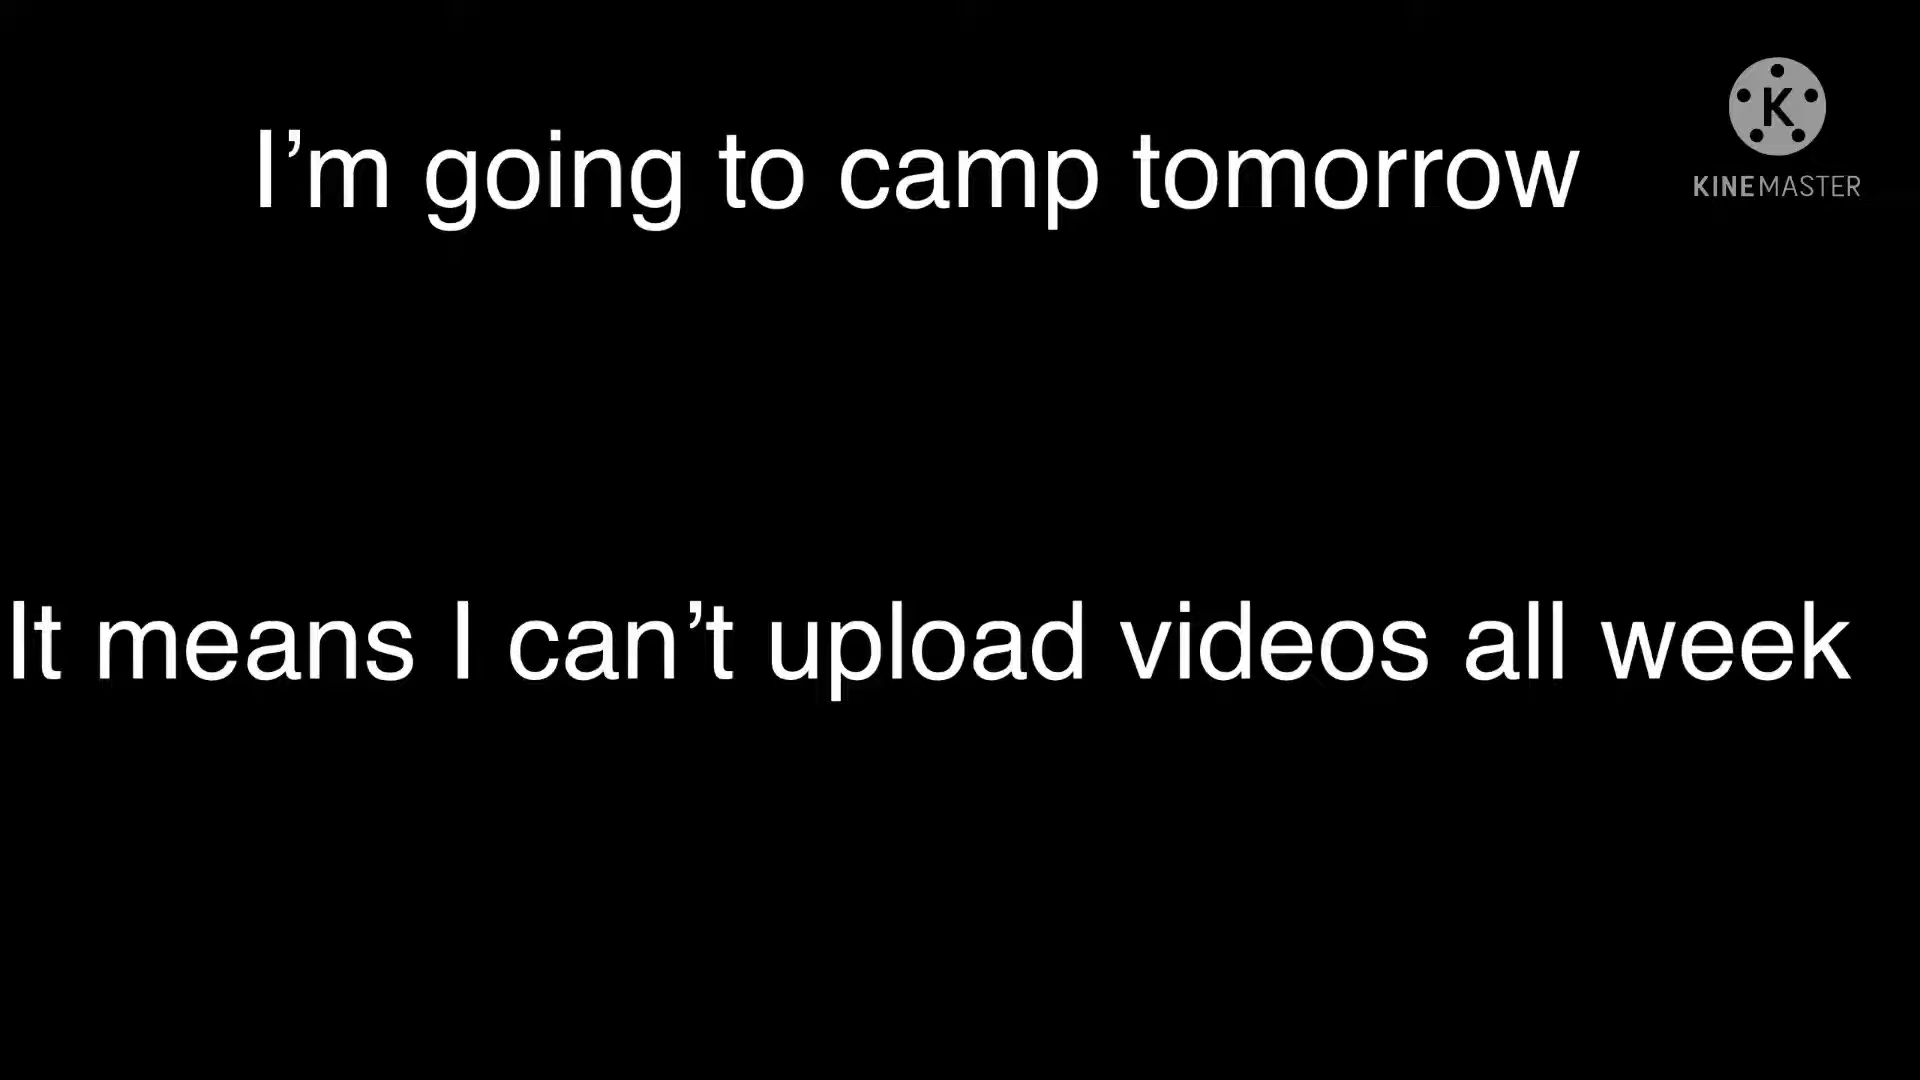 I’m going to camp tomorrow
K
KINEMASTER
It means I can’t upload videos all week